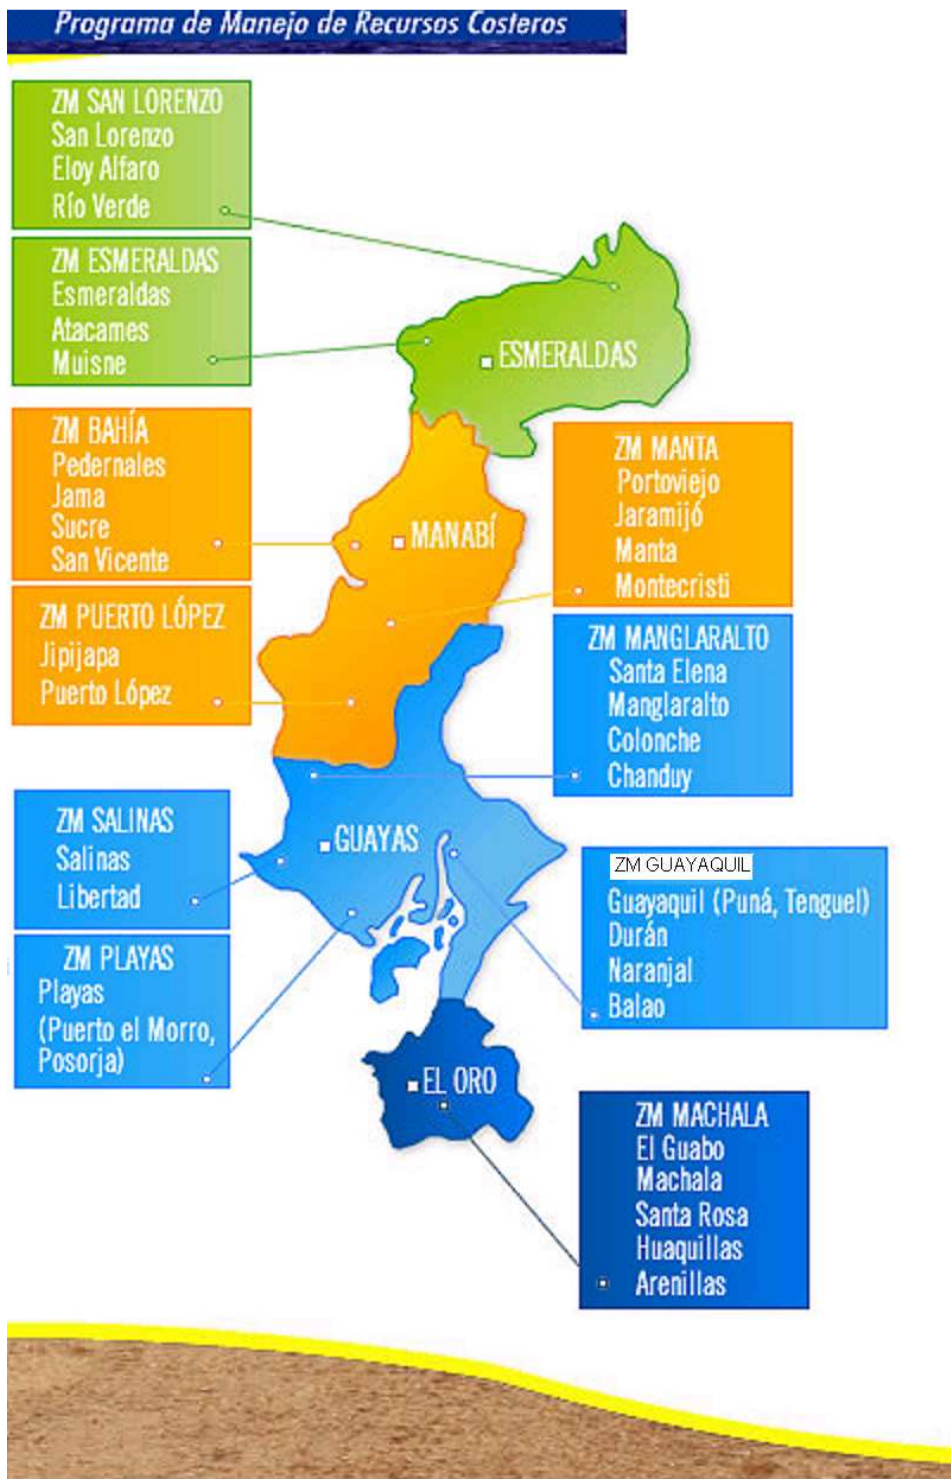 Programa de Manejo de Recursos Costeros
ZM SAN LORENZO
San Lorenzo
Eloy Alfaro
Río Verde
ZM ESMERALDAS
Esmeraldas
Atacames
Muisne
ESMERALDAS
ZM BAHÍA
Pedernales
Jama
Sucre
San Vicente
MANABÍ
ZM MANTA
Portoviejo
Jaramijó
Manta
Montecristi
ZM PUERTO LÓPEZ
Jipijapa
Puerto López
ZM MANGLARALTO
Santa Elena
Manglaralto
Colonche
Chanduy
ZM SALINAS
Salinas
Libertad
GUAYAS
ZM GUAYAQUIL
Guayaquil (Puná, Tenguel)
Durán
Naranjal
Balao
ZM PLAYAS
Playas
(Puerto el Morro,
Posorja)
EL ORO
ZM MACHALA
El Guabo
Machala
Santa Rosa
Huaquillas
Arenillas